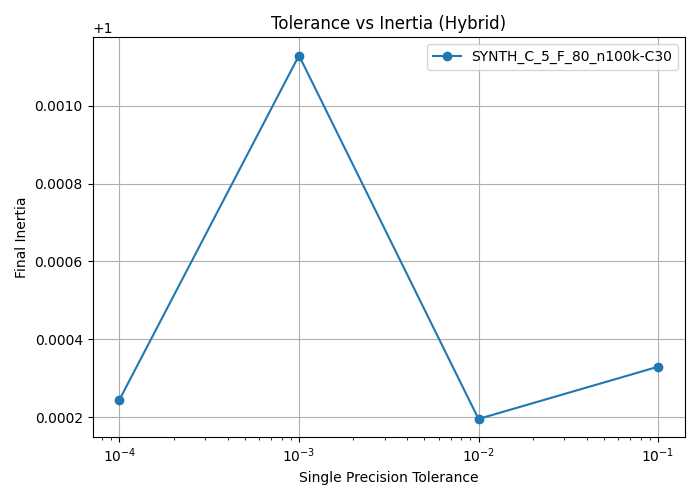 Tolerance vs Inertia (Hybrid)
+1
SYNTH_C_5_F_80_n100k-C30
0.0010
0.0008
0.0006
0.0004
0.0002
Final Inertia
10⁻⁴ 10⁻³ 10⁻² 10⁻¹
Single Precision Tolerance